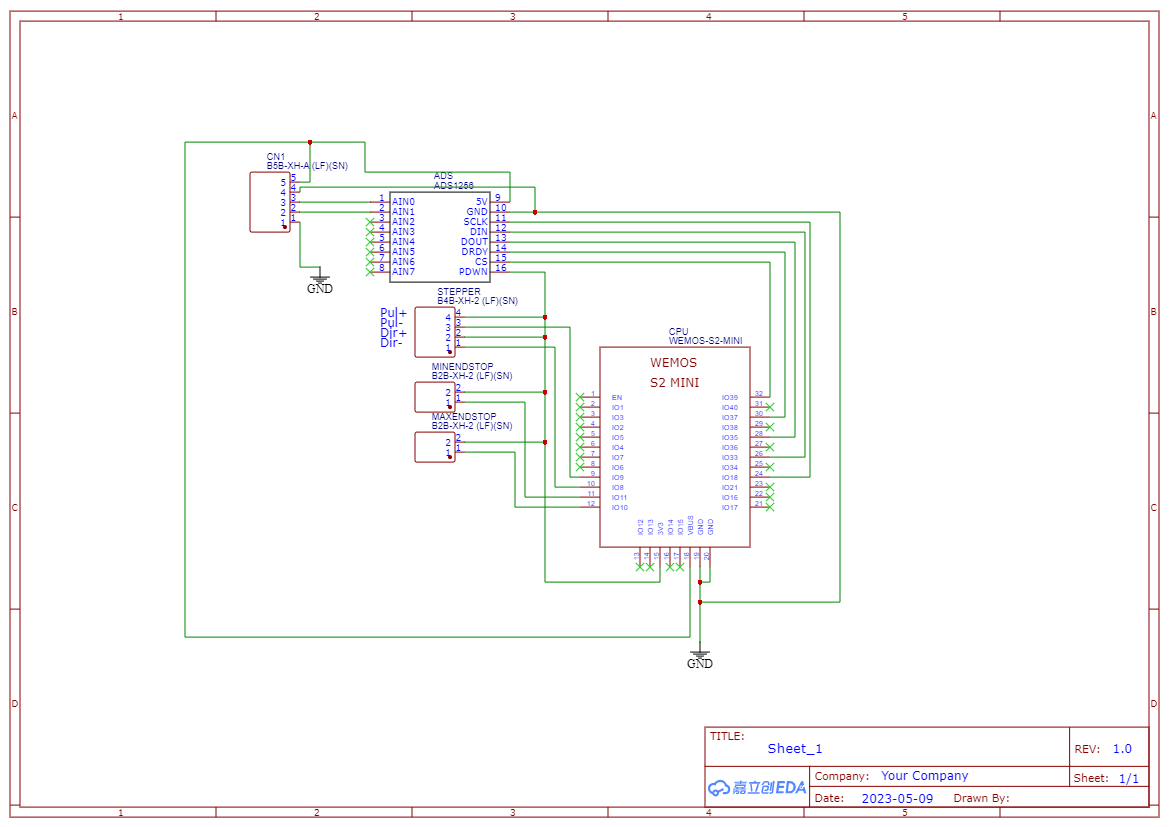 1 2 3 4 5
A A
B B
C C
D D
1 2 3 4 5
CN1
B5B-XH-A (LF)(SN)
5 5
4 4
3 3
2 2
1 1
GND
ADS
ADS1256
1 AIN0 5V 9
2 AIN1 GND 10
3 AIN2 SCLK 11
4 AIN3 DIN 12
5 AIN4 DOUT 13
6 AIN5 DRDY 14
7 AIN6 CS 15
8 AIN7 PDWN 16
STEPPER
B4B-XH-2 (LF)(SN)
Pul+ 4 4
Pul- 3 3
Dir+ 2 2
Dir- 1 1
MINENDSTOP
B2B-XH-2 (LF)(SN)
2 2
1 1
MAXENDSTOP
B2B-XH-2 (LF)(SN)
2 2
1 1
CPU
WEMOS-S2-MINI
WEMOS
S2 MINI
1 EN IO39 32
2 IO1 IO40 31
3 IO3 IO37 30
4 IO2 IO38 29
5 IO5 IO35 28
6 IO4 IO36 27
7 IO7 IO33 26
8 IO6 IO34 25
9 IO9 IO18 24
10 IO8 IO21 23
11 IO11 IO16 22
12 IO10 IO17 21
IO12 IO13 3V3 IO14 IO15 VBUS GND GND
13 14 15 16 17 18 19 20
GND
TITLE:
Sheet_1
REV: 1.0
嘉立创EDA
Company: Your Company
Sheet: 1/1
Date: 2023-05-09 Drawn By: